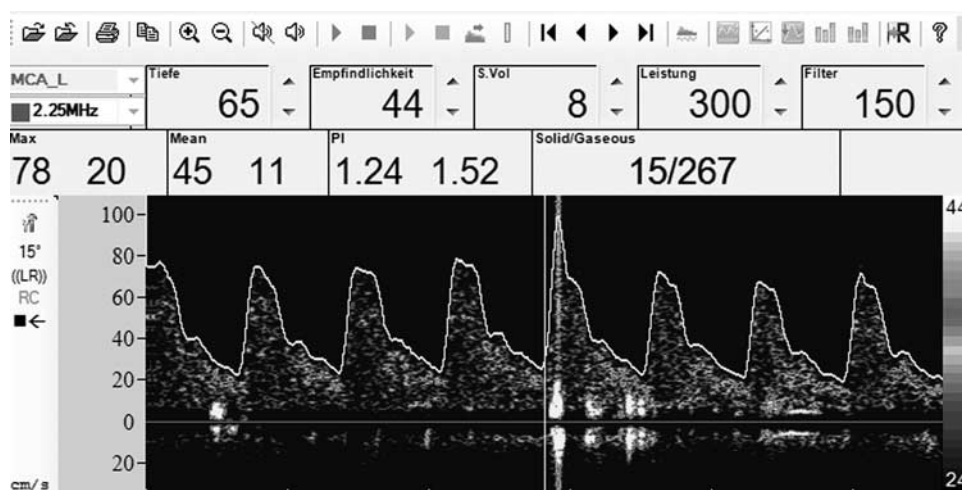 MCA_L Tiefe 65 Empfindlichkeit 44 S.Vol 8 Leistung 300 Filter 150
2.25MHz
Max 78 20 Mean 45 11 PI 1.24 1.52 Solid/Gaseous 15/267
R ?
15°
((LR))
RC
100
80
60
40
20
0
20
cm/s
44
24